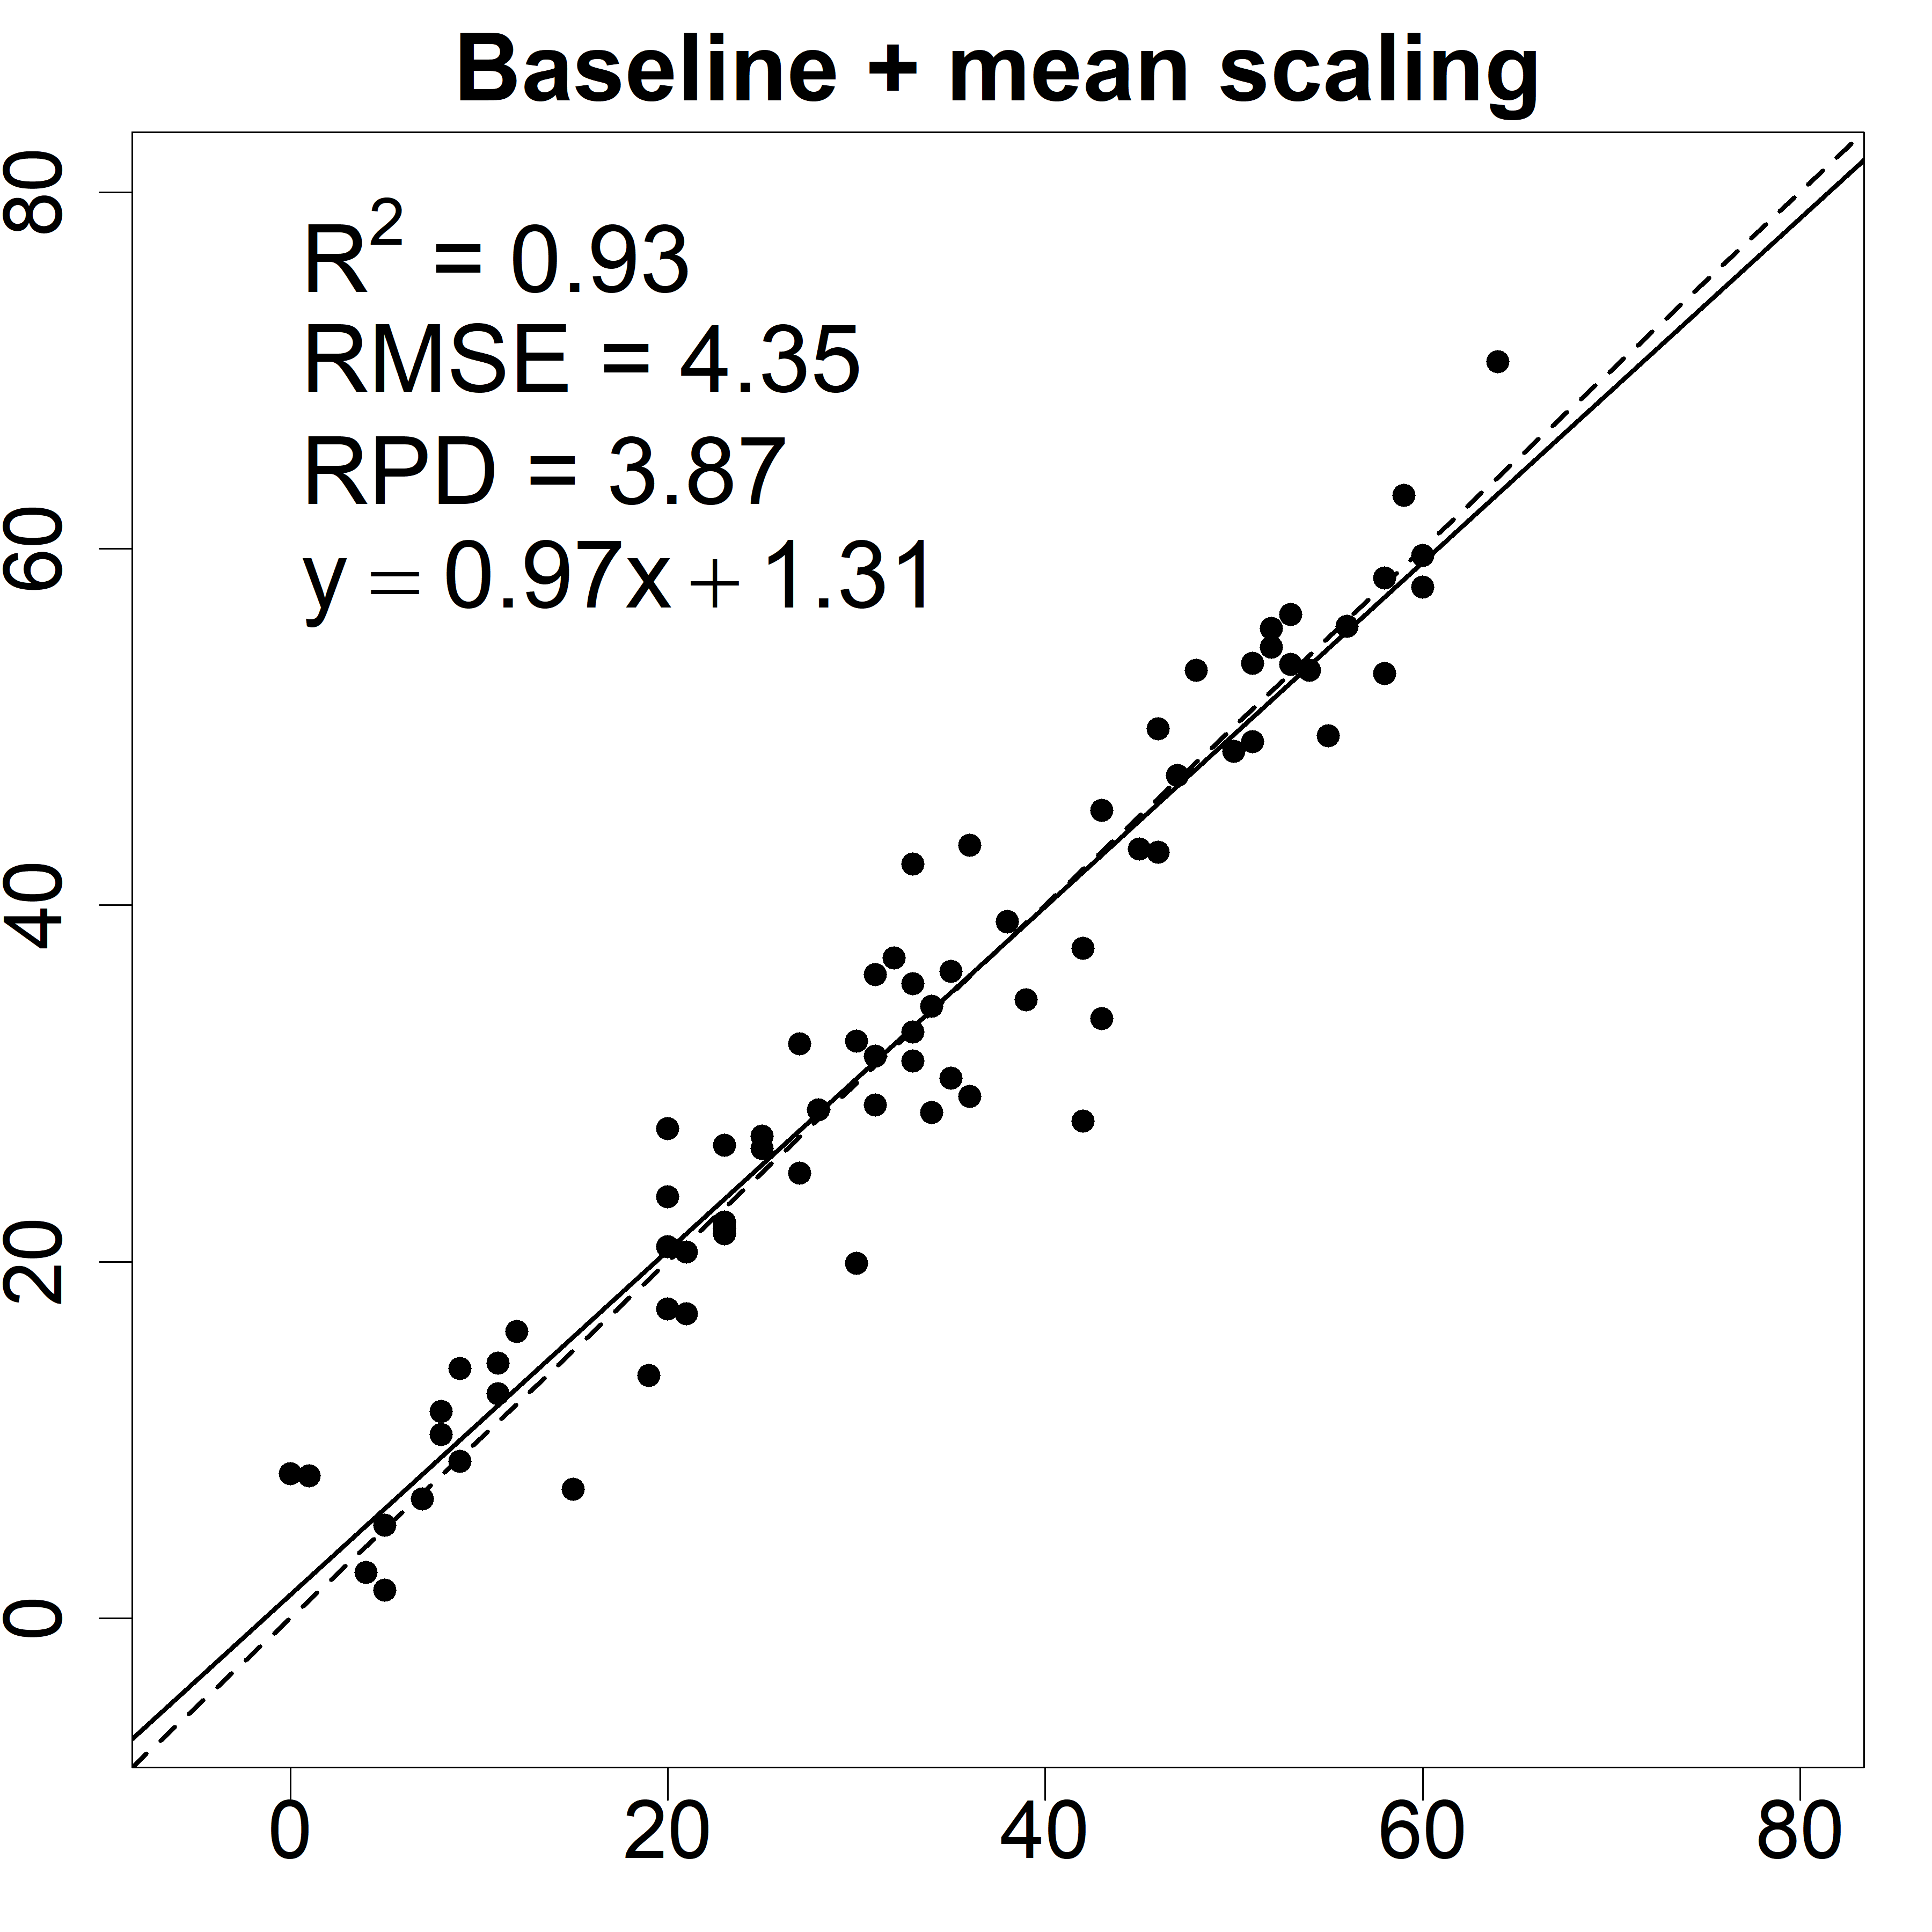 Baseline + mean scaling
R² = 0.93
RMSE = 4.35
RPD = 3.87
y = 0.97x + 1.31
80
60
40
20
0
0 20 40 60 80